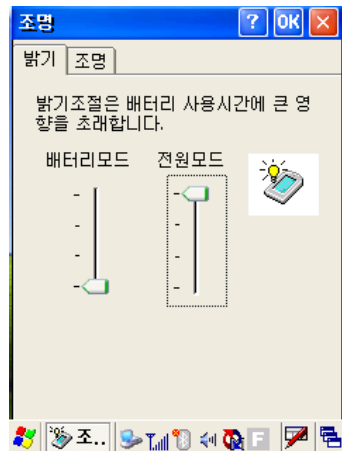 조명
? OK ×
밝기 조명
밝기조절은 배터리 사용시간에 큰 영
향을 초래합니다.
배터리모드 전원모드
조.. F